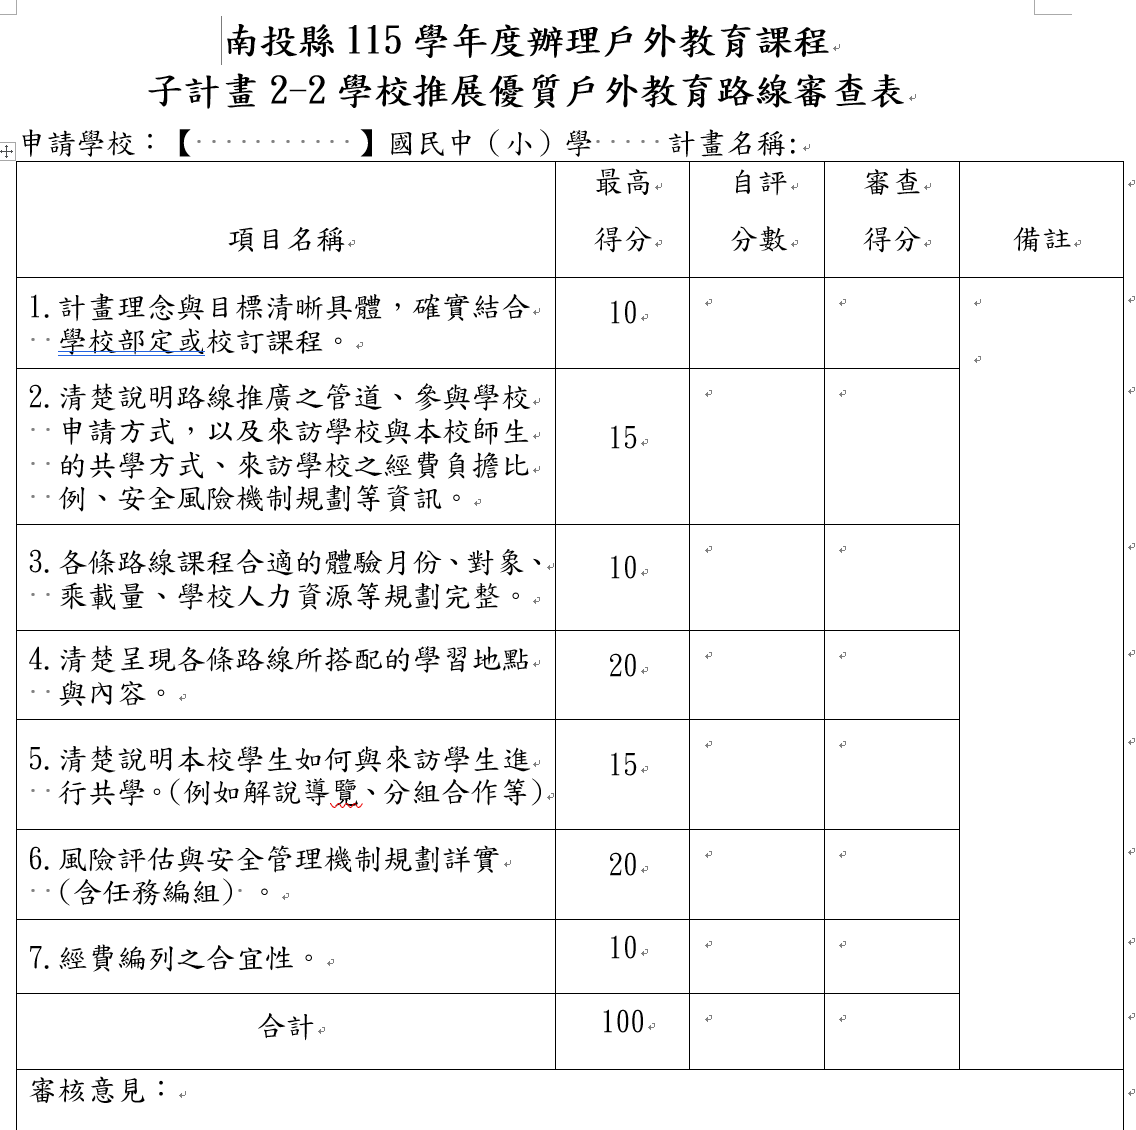 南投縣 115 學年度辦理戶外教育課程
子計畫 2-2 學校推展優質戶外教育路線審查表
申請學校：【 】國民中（小）學 計畫名稱:
項目名稱
最高
得分
自評
分數
審查
得分
備註
1.計畫理念與目標清晰具體，確實結合
學校部定或校訂課程。
10
2.清楚說明路線推廣之管道、參與學校
申請方式，以及來訪學校與本校師生
的共學方式、來訪學校之經費負擔比
例、安全風險機制規劃等資訊。
15
3.各條路線課程合適的體驗月份、對象、
乘載量、學校人力資源等規劃完整。
10
4.清楚呈現各條路線所搭配的學習地點
與內容。
20
5.清楚說明本校學生如何與來訪學生進
行共學。(例如解說導覽、分組合作等)
15
6.風險評估與安全管理機制規劃詳實
(含任務編組) 。
20
7.經費編列之合宜性。
10
合計
100
審核意見：